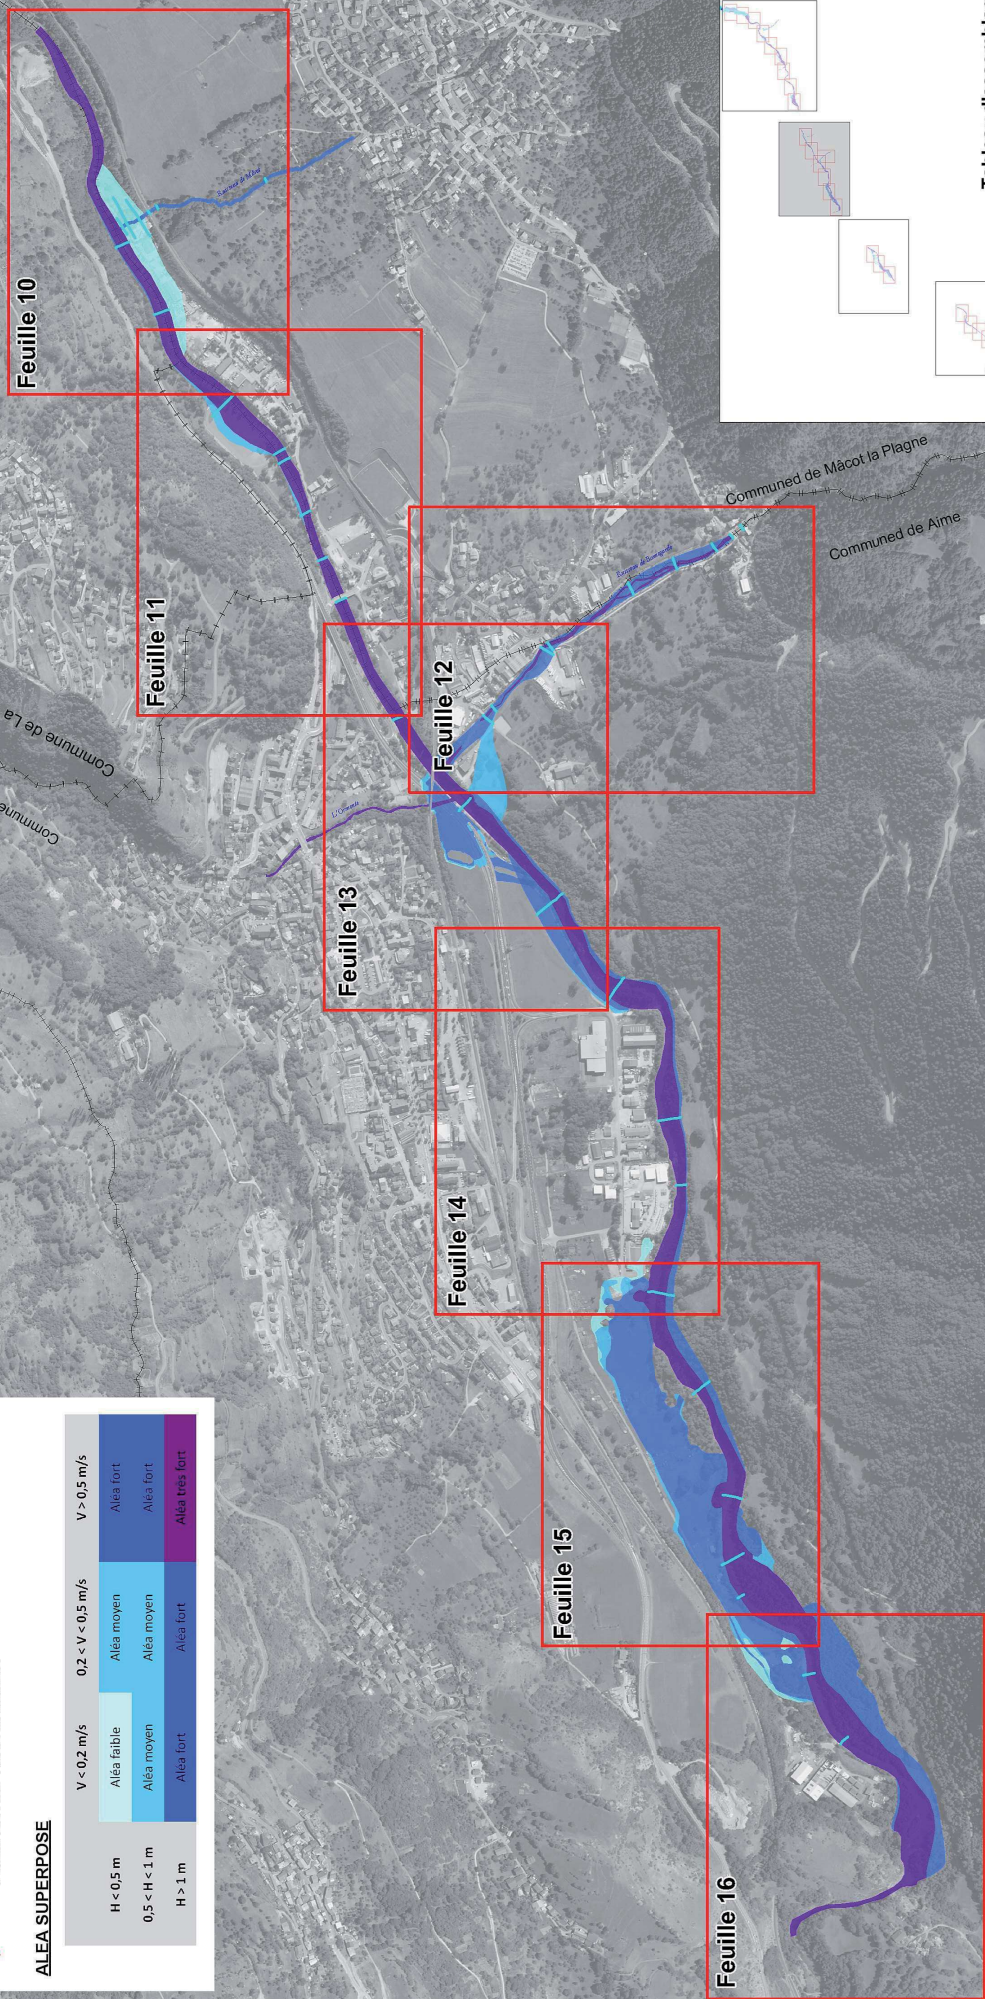 Feuille 10
Feuille 11
Feuille 12
Feuille 13
Feuille 14
Feuille 15
Feuille 16
Communed de Mâcot la Plagne
Communed de Aime
Commune de La
Commune
ALEA SUPERPOSE
V < 0,2 m/s 0,2 < V < 0,5 m/s V > 0,5 m/s
H < 0,5 m Aléa faible Aléa moyen Aléa fort
0,5 < H < 1 m Aléa moyen Aléa moyen Aléa fort
H > 1 m Aléa fort Aléa fort Aléa très fort